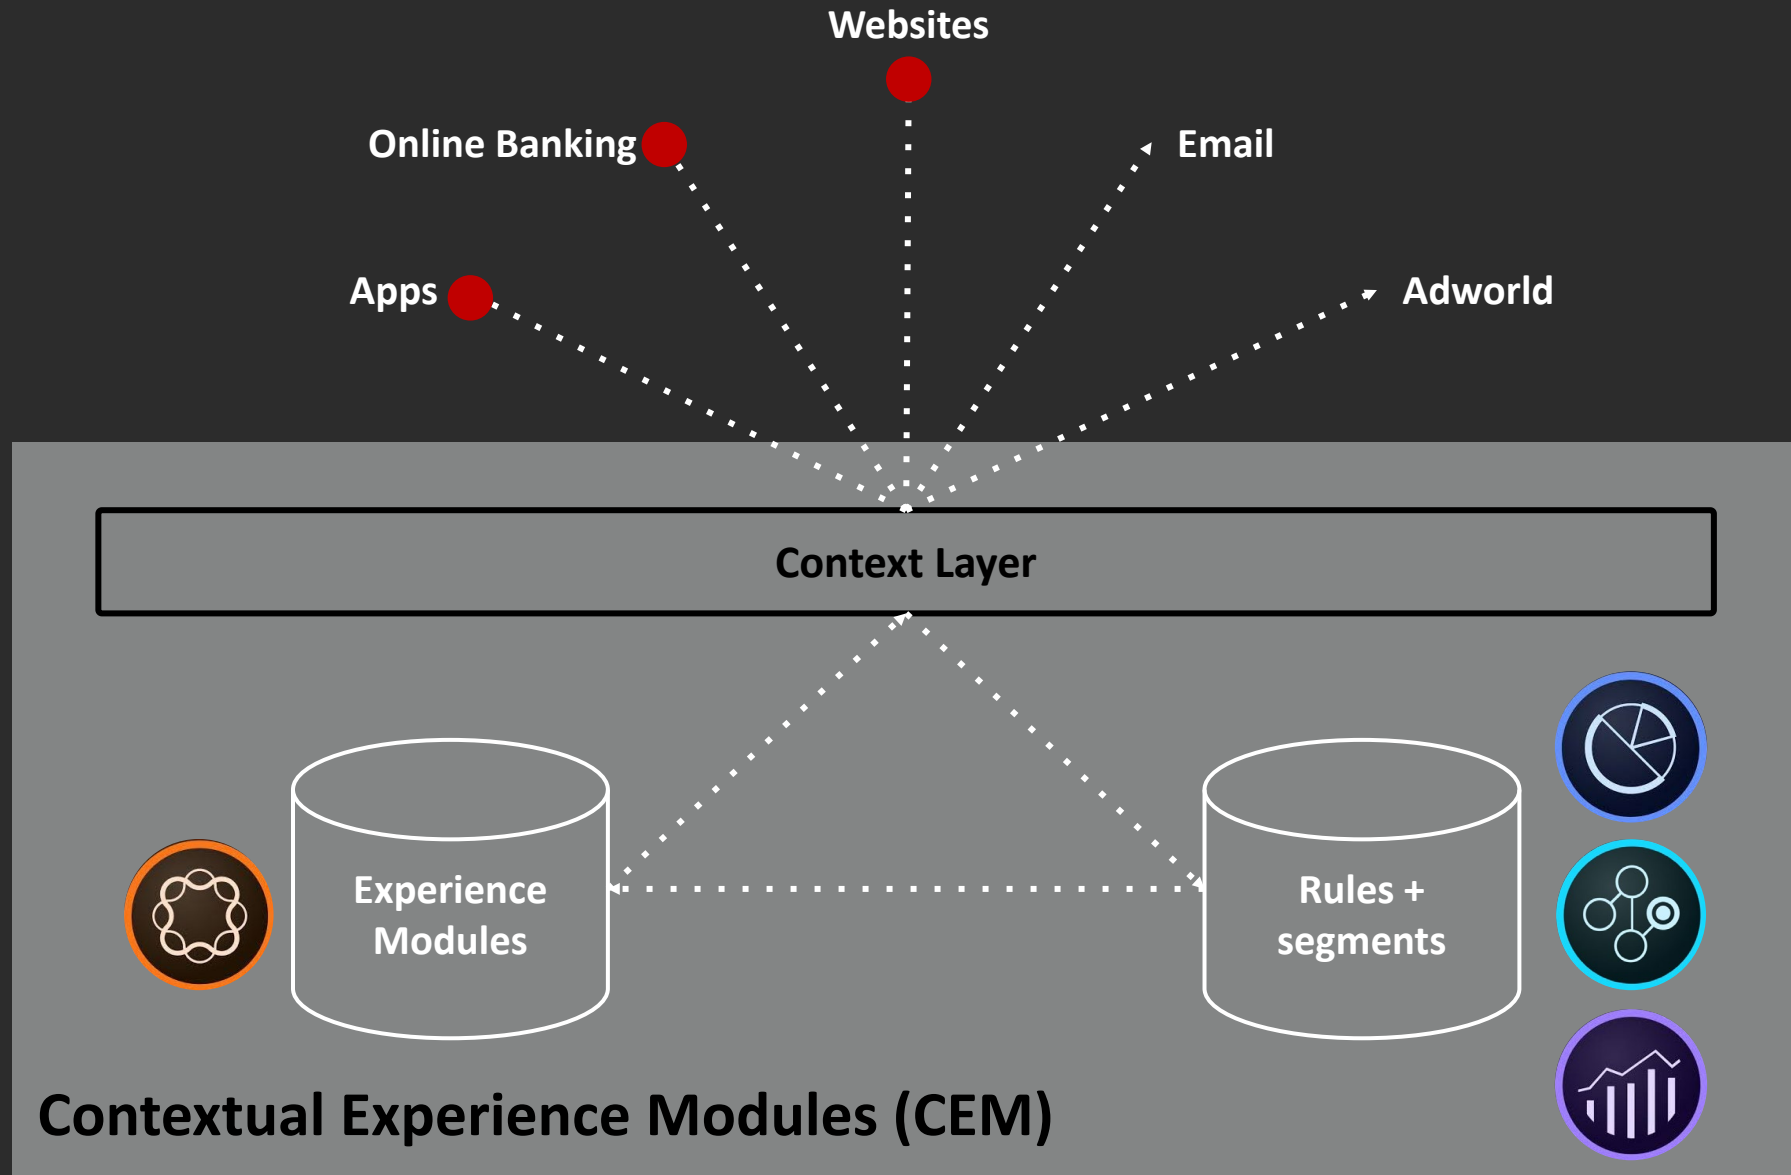 Websites
Online Banking
Email
Apps
Adworld
Context Layer
Experience
Modules
Rules +
segments
Contextual Experience Modules (CEM)